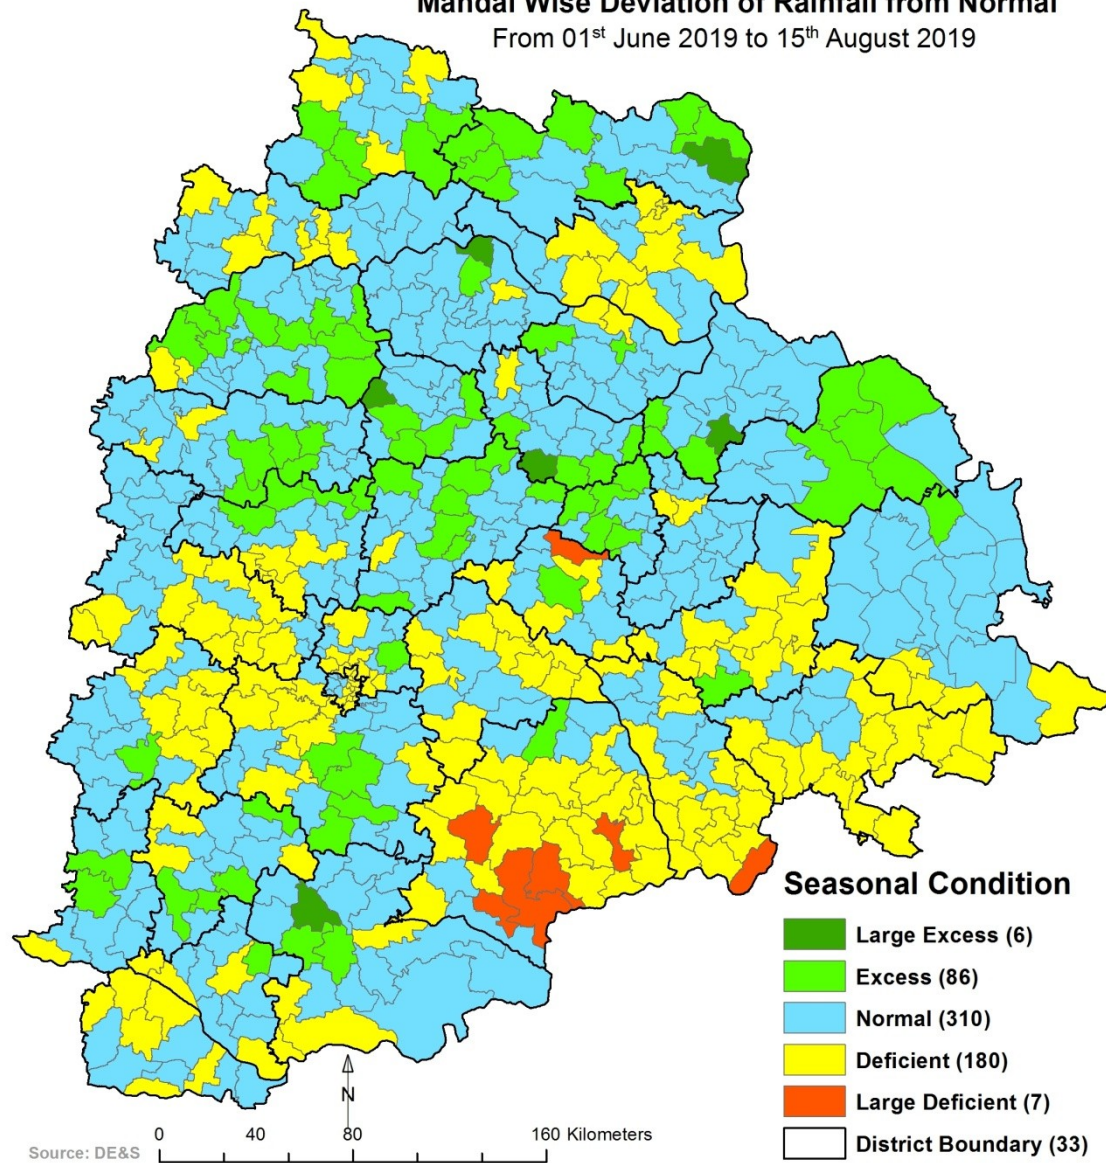 Mandal Wise Deviation of Rainfall from Normal
From 01st June 2019 to 15th August 2019
Seasonal Condition
Large Excess (6)
Excess (86)
Normal (310)
Deficient (180)
Large Deficient (7)
District Boundary (33)
N
0 40 80 160 Kilometers
Source: DE&S